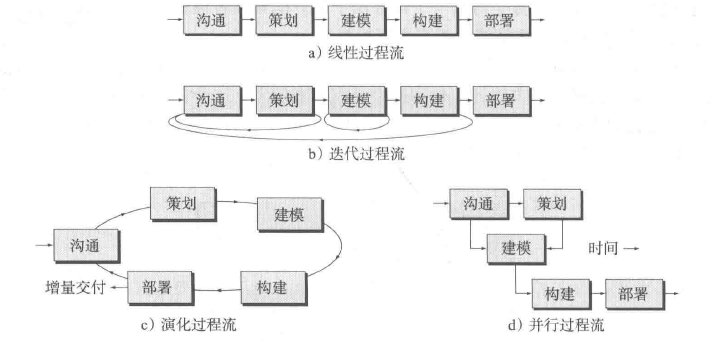 沟通 策划 建模 构建 部署
a）线性过程流
沟通 策划 建模 构建 部署
b）迭代过程流
策划
建模
沟通
增量交付
部署
构建
c）演化过程流
沟通 策划
建模
时间
构建 部署
d）并行过程流